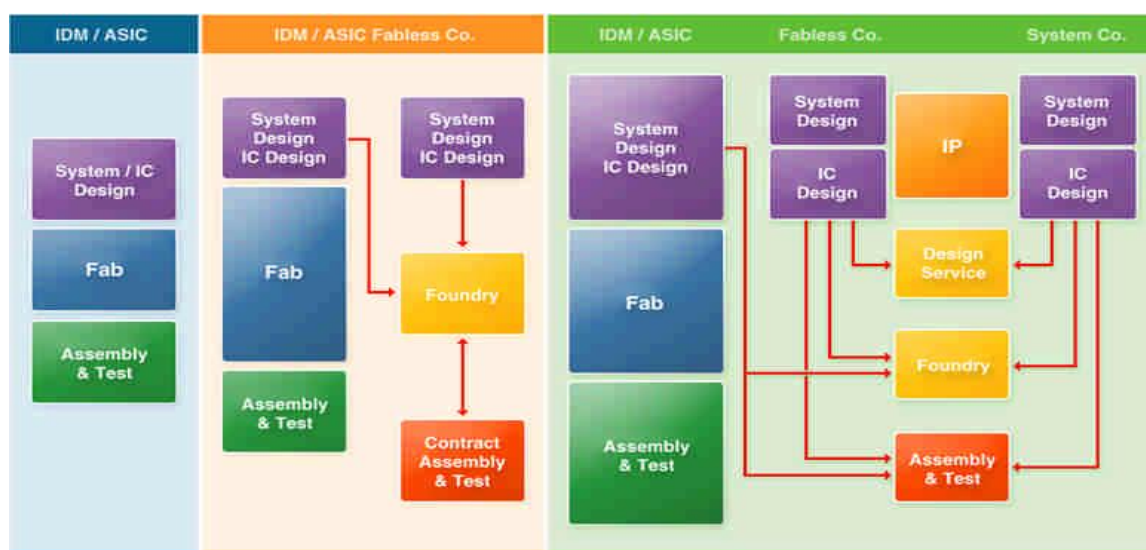 IDM / ASIC
IDM / ASIC Fabless Co.
IDM / ASIC
Fabless Co.
System Co.
System / IC
Design
Fab
Assembly
& Test
System
Design
IC Design
Fab
Assembly
& Test
System
Design
IC Design
Foundry
Contract
Assembly
& Test
System
Design
IC Design
Fab
Assembly
& Test
System
Design
IC
Design
IP
Design
Service
Foundry
Assembly
& Test
System
Design
IC
Design